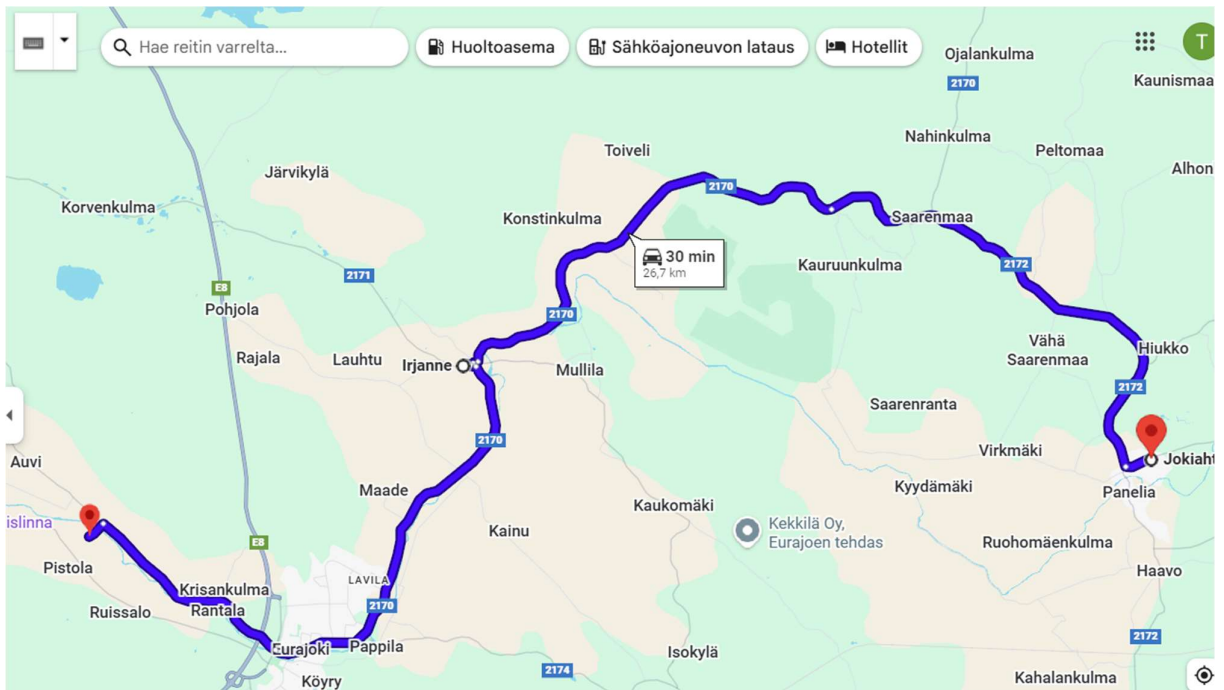 Hae reitin varrelta...
Huoltoasema
Sähköajoneuvon lataus
Hotellit
T
Ojalankulma
2170
Kaunismaa
Nahinkulma
Peltomaa
Toiveli
Alhon
Järvikylä
2170
Korvenkulma
Konstinkulma
Saarenmaa
30 min
26,7 km
Kauruunkulma
2172
2171
E8
Pohjola
2170
Vähä
Saarenmaa
Hiukko
Rajala
Lauhtu
Irjanne
Mullila
2172
Saarenranta
2170
Virkmäki
Auvi
Jokiaht
Maade
Kyydämäki
Panelia
Kaukomäki
islinna
Kainu
Kekkilä Oy,
Eurajoen tehdas
E8
Ruohomäenkulma
Pistola
Haavo
LAVILA
Krisankulma
Ruissalo
Rantala
2170
2172
Eurajoki
Pappila
Isokylä
2174
Köyry
Kahalankulma